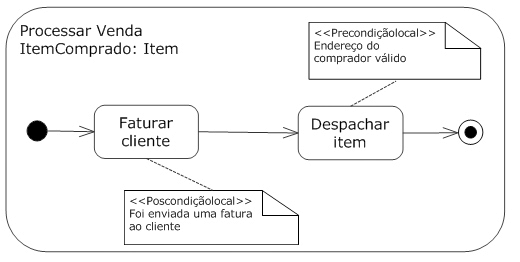 Processar Venda
ItemComprado: Item
<<Precondiçãolocal>>
Endereço do
comprador válido
Faturar
cliente
Despachar
item
<<Poscondiçãolocal>>
Foi enviada uma fatura
ao cliente